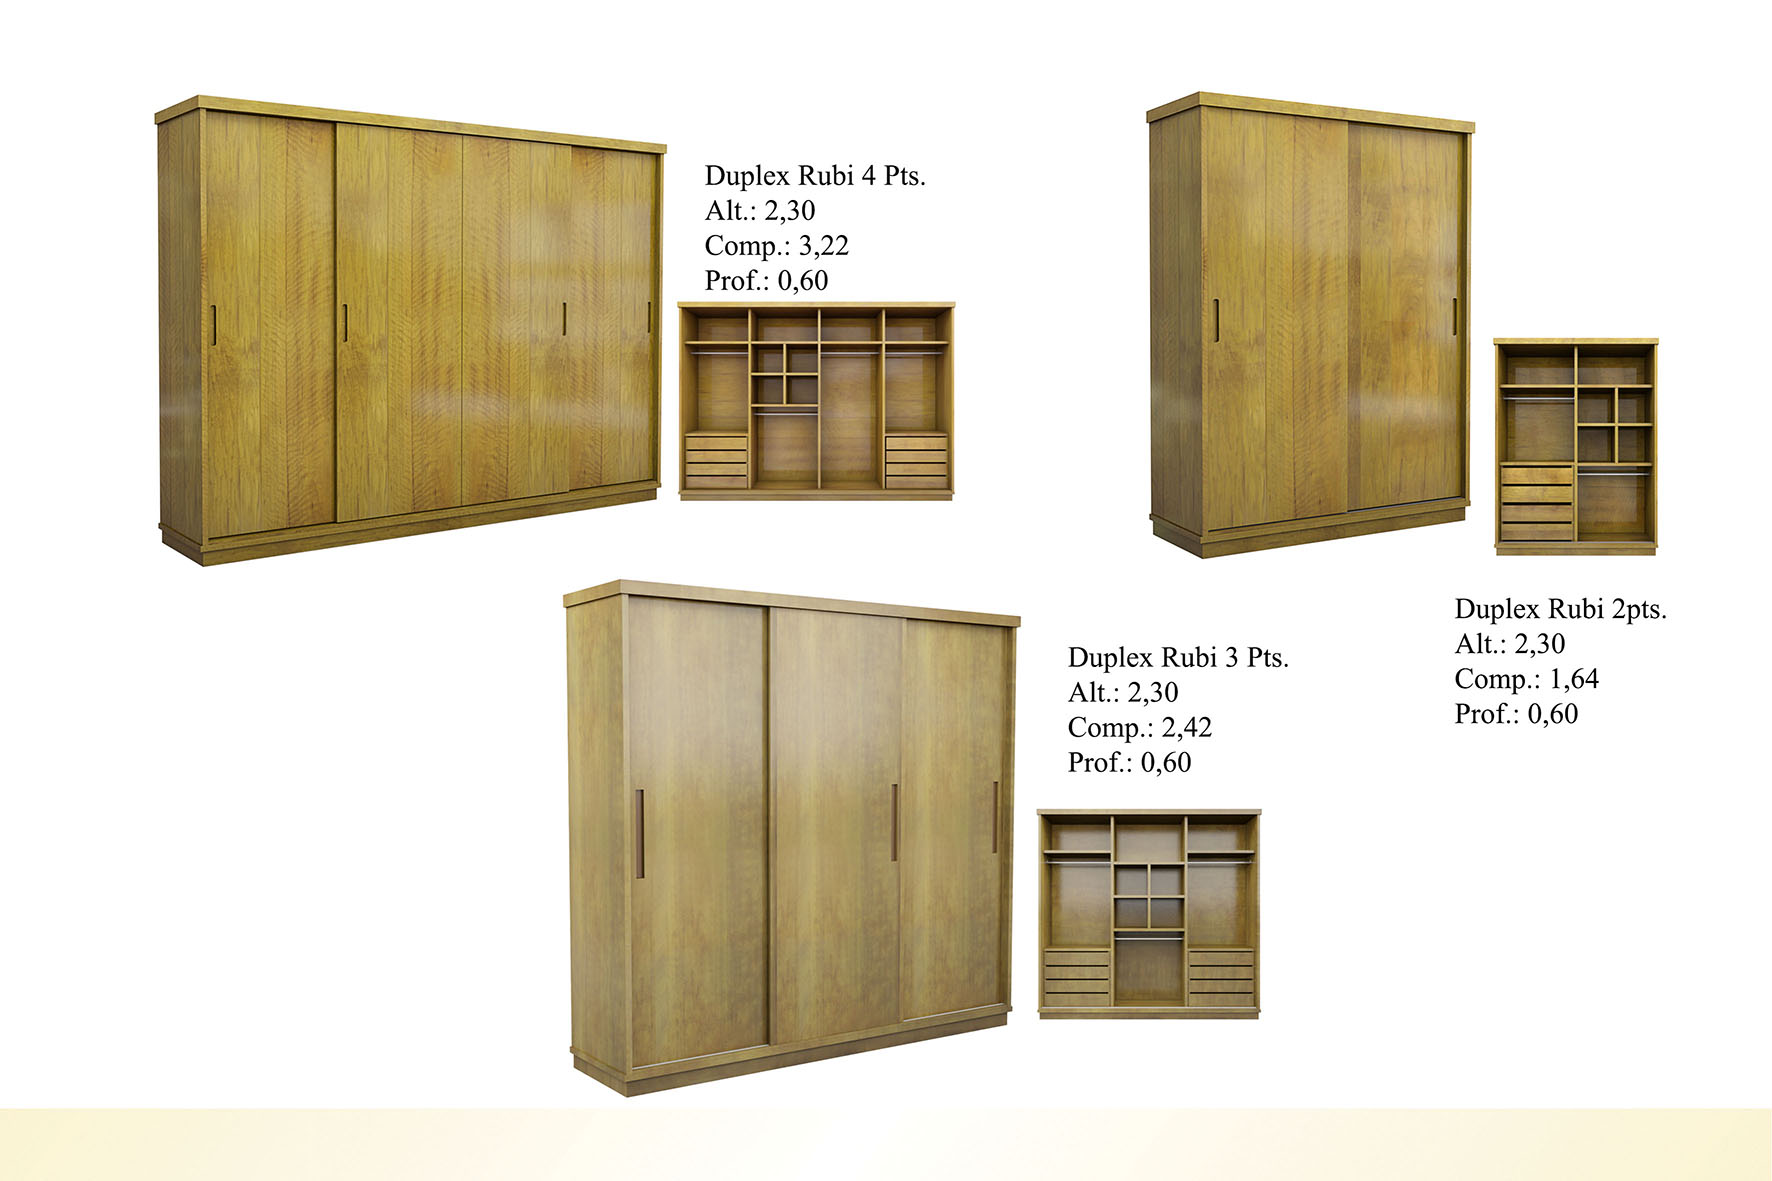 Duplex Rubi 4 Pts.
Alt.: 2,30
Comp.: 3,22
Prof.: 0,60
Duplex Rubi 2pts.
Alt.: 2,30
Comp.: 1,64
Prof.: 0,60
Duplex Rubi 3 Pts.
Alt.: 2,30
Comp.: 2,42
Prof.: 0,60